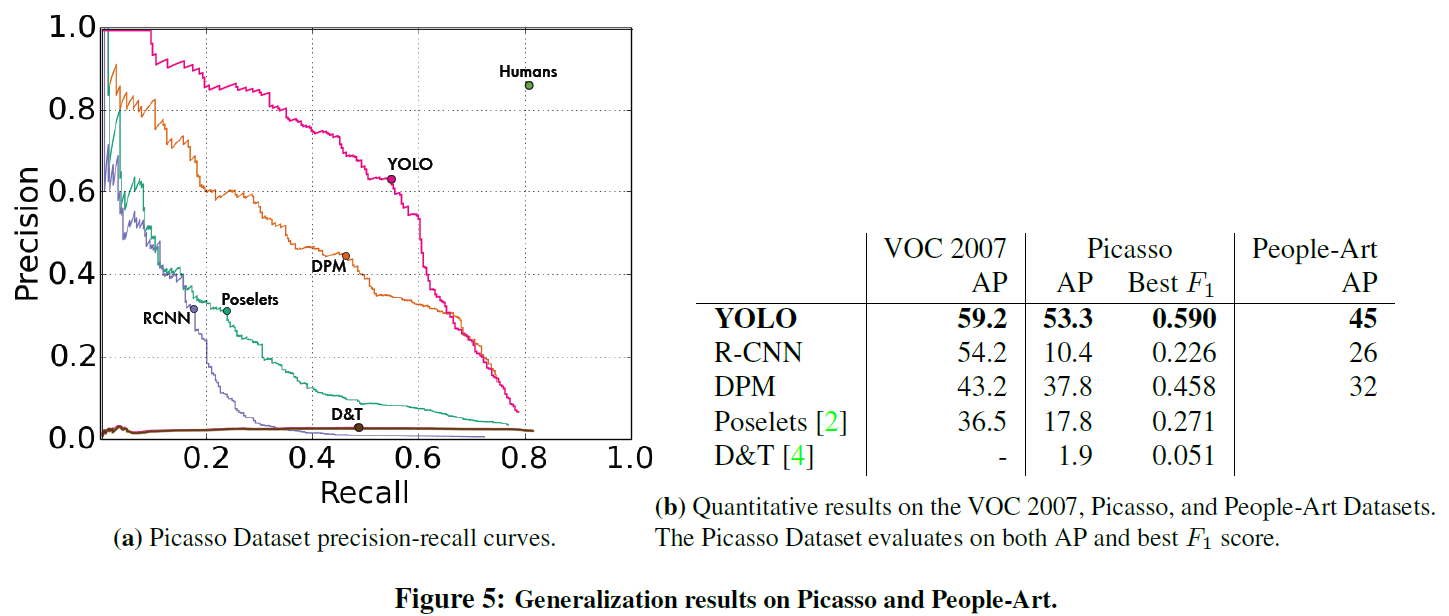 1.0
0.8
0.6
0.4
0.2
0.0
Precision
0.2 0.4 0.6 0.8 1.0
Recall
Humans
YOLO
DPM
Poselets
RCNN
D&T
(a) Picasso Dataset precision-recall curves.
VOC 2007 Picasso People-Art
AP AP Best F1 AP
YOLO 59.2 53.3 0.590 45
R-CNN 54.2 10.4 0.226 26
DPM 43.2 37.8 0.458 32
Poselets [2] 36.5 17.8 0.271
D&T [4] - 1.9 0.051
(b) Quantitative results on the VOC 2007, Picasso, and People-Art Datasets.
The Picasso Dataset evaluates on both AP and best F1 score.
Figure 5: Generalization results on Picasso and People-Art.